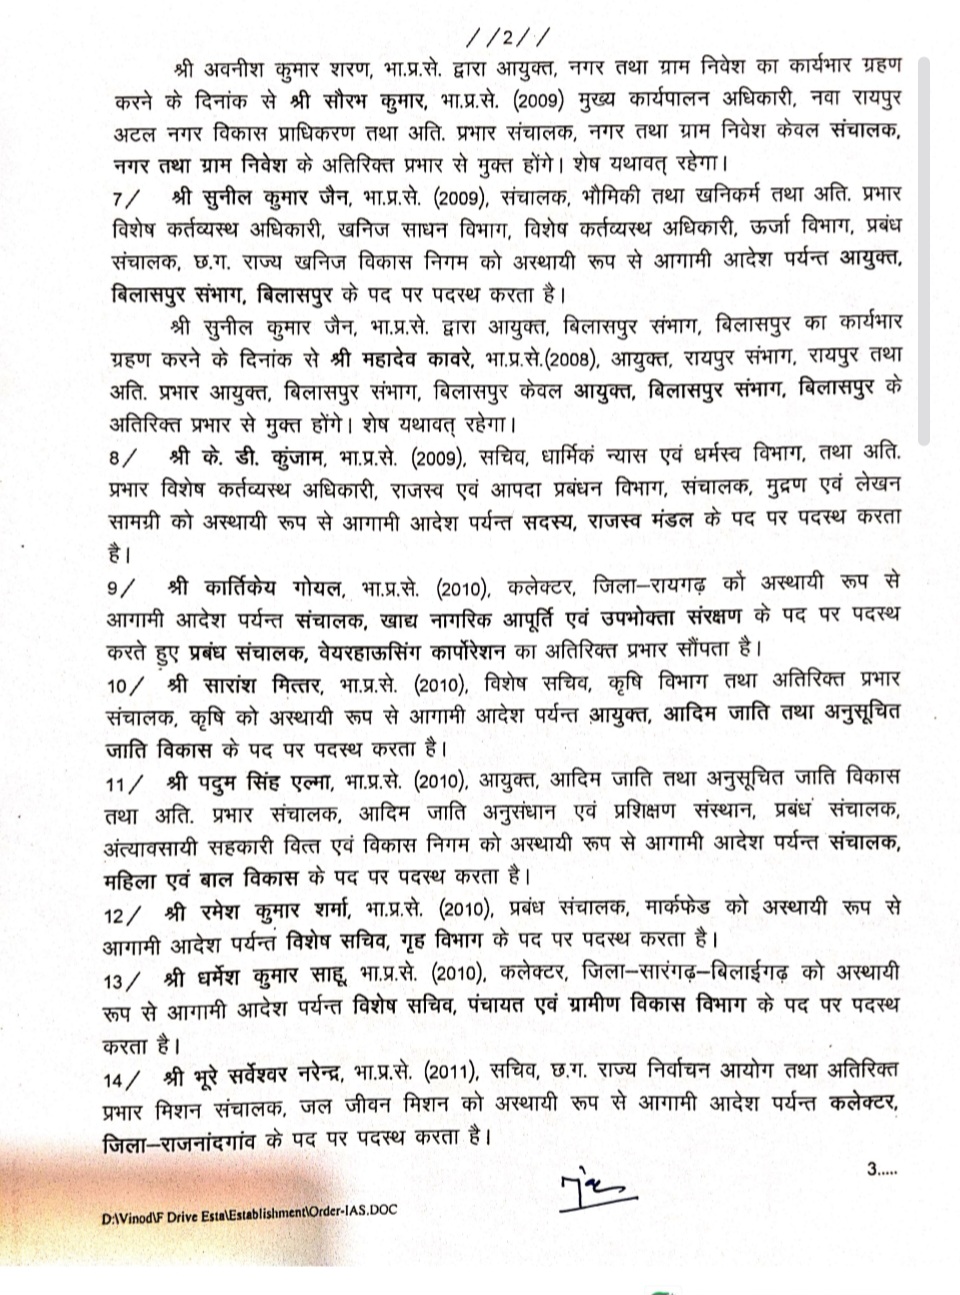 //2//
श्री अवनीश कुमार शरण, भा.प्र.से. द्वारा आयुक्त, नगर तथा ग्राम निवेश का कार्यभार ग्रहण
करने के दिनांक से श्री सौरभ कुमार, भा.प्र.से. (2009) मुख्य कार्यपालन अधिकारी, नवा रायपुर
अटल नगर विकास प्राधिकरण तथा अति. प्रभार संचालक, नगर तथा ग्राम निवेश केवल संचालक,
नगर तथा ग्राम निवेश के अतिरिक्त प्रभार से मुक्त होंगे। शेष यथावत् रहेगा।
7/ श्री सुनील कुमार जैन, भा.प्र.से. (2009), संचालक, भौमिकी तथा खनिकर्म तथा अति. प्रभार
विशेष कर्तव्यस्थ अधिकारी, खनिज साधन विभाग, विशेष कर्तव्यस्थ अधिकारी, ऊर्जा विभाग, प्रबंध
संचालक, छ.ग. राज्य खनिज विकास निगम को अस्थायी रूप से आगामी आदेश पर्यन्त आयुक्त,
बिलासपुर संभाग, बिलासपुर के पद पर पदस्थ करता है।
श्री सुनील कुमार जैन, भा.प्र.से. द्वारा आयुक्त, बिलासपुर संभाग, बिलासपुर का कार्यभार
ग्रहण करने के दिनांक से श्री महादेव कावरे, भा.प्र.से.(2008), आयुक्त, रायपुर संभाग, रायपुर तथा
अति. प्रभार आयुक्त, बिलासपुर संभाग, बिलासपुर केवल आयुक्त, बिलासपुर संभाग, बिलासपुर के
अतिरिक्त प्रभार से मुक्त होंगे। शेष यथावत् रहेगा।
8/ श्री के. डी. कुंजाम, भा.प्र.से. (2009), सचिव, धार्मिक न्यास एवं धर्मस्व विभाग, तथा अति.
प्रभार विशेष कर्तव्यस्थ अधिकारी, राजस्व एवं आपदा प्रबंधन विभाग, संचालक, मुद्रण एवं लेखन
सामग्री को अस्थायी रूप से आगामी आदेश पर्यन्त सदस्य, राजस्व मंडल के पद पर पदस्थ करता
है।
9/ श्री कार्तिकेय गोयल, भा.प्र.से. (2010), कलेक्टर, जिला–रायगढ़ को अस्थायी रूप से
आगामी आदेश पर्यन्त संचालक, खाद्य नागरिक आपूर्ति एवं उपभोक्ता संरक्षण के पद पर पदस्थ
करते हुए प्रबंध संचालक, वेयरहाऊसिंग कार्पोरेशन का अतिरिक्त प्रभार सौंपता है।
10/ श्री सारांश मित्तर, भा.प्र.से. (2010), विशेष सचिव, कृषि विभाग तथा अतिरिक्त प्रभार
संचालक, कृषि को अस्थायी रूप से आगामी आदेश पर्यन्त आयुक्त, आदिम जाति तथा अनुसूचित
जाति विकास के पद पर पदस्थ करता है।
11/ श्री पदुम सिंह एल्मा, भा.प्र.से. (2010), आयुक्त, आदिम जाति तथा अनुसूचित जाति विकास
तथा अति. प्रभार संचालक, आदिम जाति अनुसंधान एवं प्रशिक्षण संस्थान, प्रबंध संचालक,
अंत्यावसायी सहकारी वित्त एवं विकास निगम को अस्थायी रूप से आगामी आदेश पर्यन्त संचालक,
महिला एवं बाल विकास के पद पर पदस्थ करता है।
12/ श्री रमेश कुमार शर्मा, भा.प्र.से. (2010), प्रबंध संचालक, मार्कफेड को अस्थायी रूप से
आगामी आदेश पर्यन्त विशेष सचिव, गृह विभाग के पद पर पदस्थ करता है।
13/ श्री धर्मेश कुमार साहू, भा.प्र.से. (2010), कलेक्टर, जिला–सारंगढ़–बिलाईगढ़ को अस्थायी
रूप से आगामी आदेश पर्यन्त विशेष सचिव, पंचायत एवं ग्रामीण विकास विभाग के पद पर पदस्थ
करता है।
14/ श्री भूरे सर्वेश्वर नरेन्द्र, भा.प्र.से. (2011), सचिव, छ.ग. राज्य निर्वाचन आयोग तथा अतिरिक्त
प्रभार मिशन संचालक, जल जीवन मिशन को अस्थायी रूप से आगामी आदेश पर्यन्त कलेक्टर,
जिला–राजनांदगांव के पद पर पदस्थ करता है।
3.....
D:\Vinod\F Drive Esta\Establishment\Order-IAS.DOC